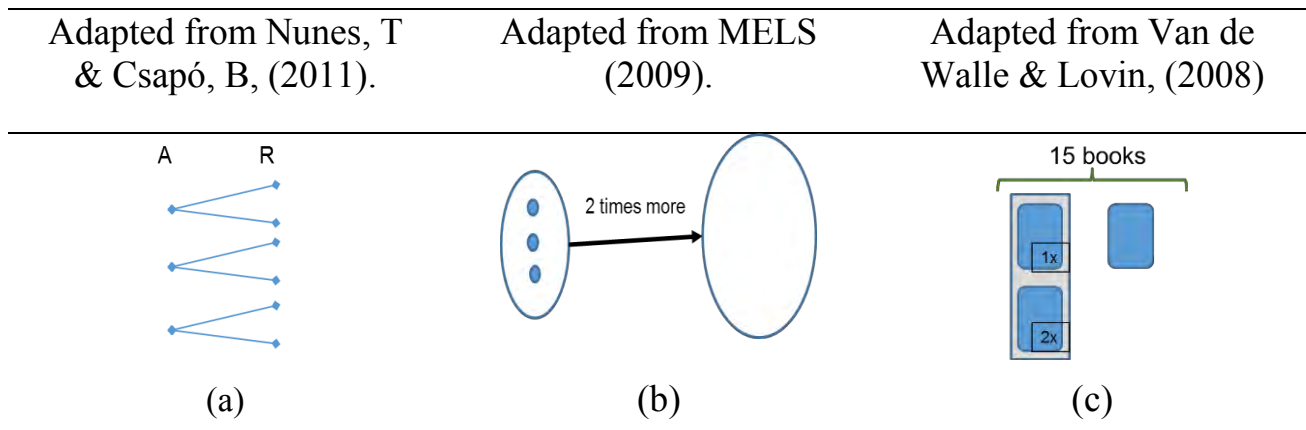 Adapted from Nunes, T
& Csapó, B, (2011).
Adapted from MELS
(2009).
Adapted from Van de
Walle & Lovin, (2008)
A R
2 times more
15 books
1x
2x
(a)
(b)
(c)